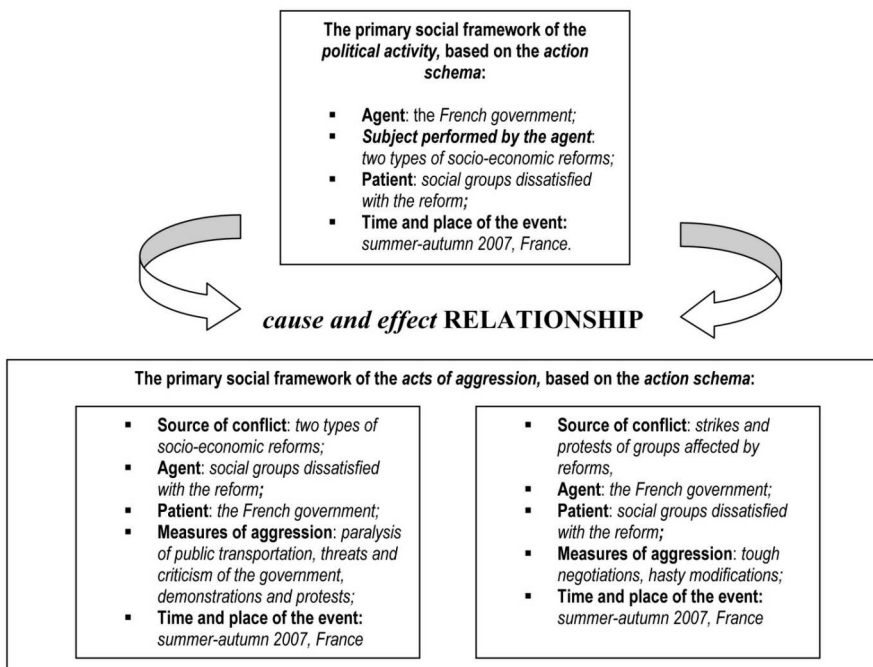 The primary social framework of the
political activity, based on the action
schema:
▪ Agent: the French government;
▪ Subject performed by the agent:
two types of socio-economic reforms;
▪ Patient: social groups dissatisfied
with the reform;
▪ Time and place of the event:
summer-autumn 2007, France.
cause and effect RELATIONSHIP
The primary social framework of the acts of aggression, based on the action schema:
▪ Source of conflict: two types of
socio-economic reforms;
▪ Agent: social groups dissatisfied
with the reform;
▪ Patient: the French government;
▪ Measures of aggression: paralysis
of public transportation, threats and
criticism of the government,
demonstrations and protests;
▪ Time and place of the event:
summer-autumn 2007, France
▪ Source of conflict: strikes and
protests of groups affected by
reforms,
▪ Agent: the French government;
▪ Patient: social groups dissatisfied
with the reform;
▪ Measures of aggression: tough
negotiations, hasty modifications;
▪ Time and place of the event:
summer-autumn 2007, France